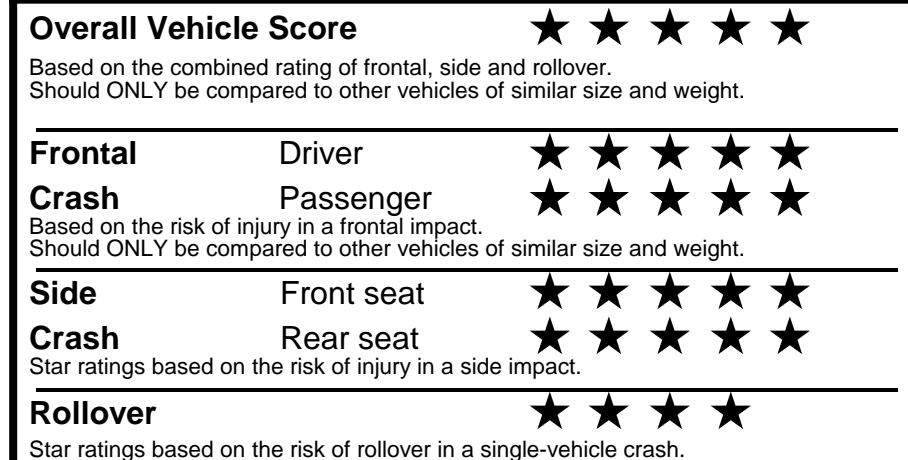 Overall Vehicle Score ★ ★ ★ ★ ★
Based on the combined rating of frontal, side and rollover.
Should ONLY be compared to other vehicles of similar size and weight.
Frontal Driver ★ ★ ★ ★ ★
Crash Passenger ★ ★ ★ ★ ★
Based on the risk of injury in a frontal impact.
Should ONLY be compared to other vehicles of similar size and weight.
Side Front seat ★ ★ ★ ★ ★
Crash Rear seat ★ ★ ★ ★ ★
Star ratings based on the risk of injury in a side impact.
Rollover ★ ★ ★ ★
Star ratings based on the risk of rollover in a single-vehicle crash.